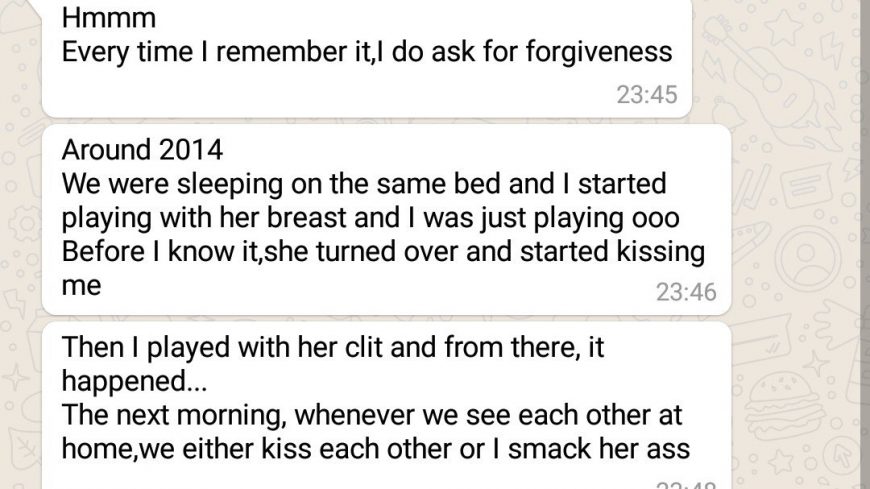 Hmmm
Every time I remember it,I do ask for forgiveness
23:45
Around 2014
We were sleeping on the same bed and I started
playing with her breast and I was just playing ooo
Before I know it,she turned over and started kissing
me
23:46
Then I played with her clit and from there, it
happened...
The next morning, whenever we see each other at
home,we either kiss each other or I smack her ass